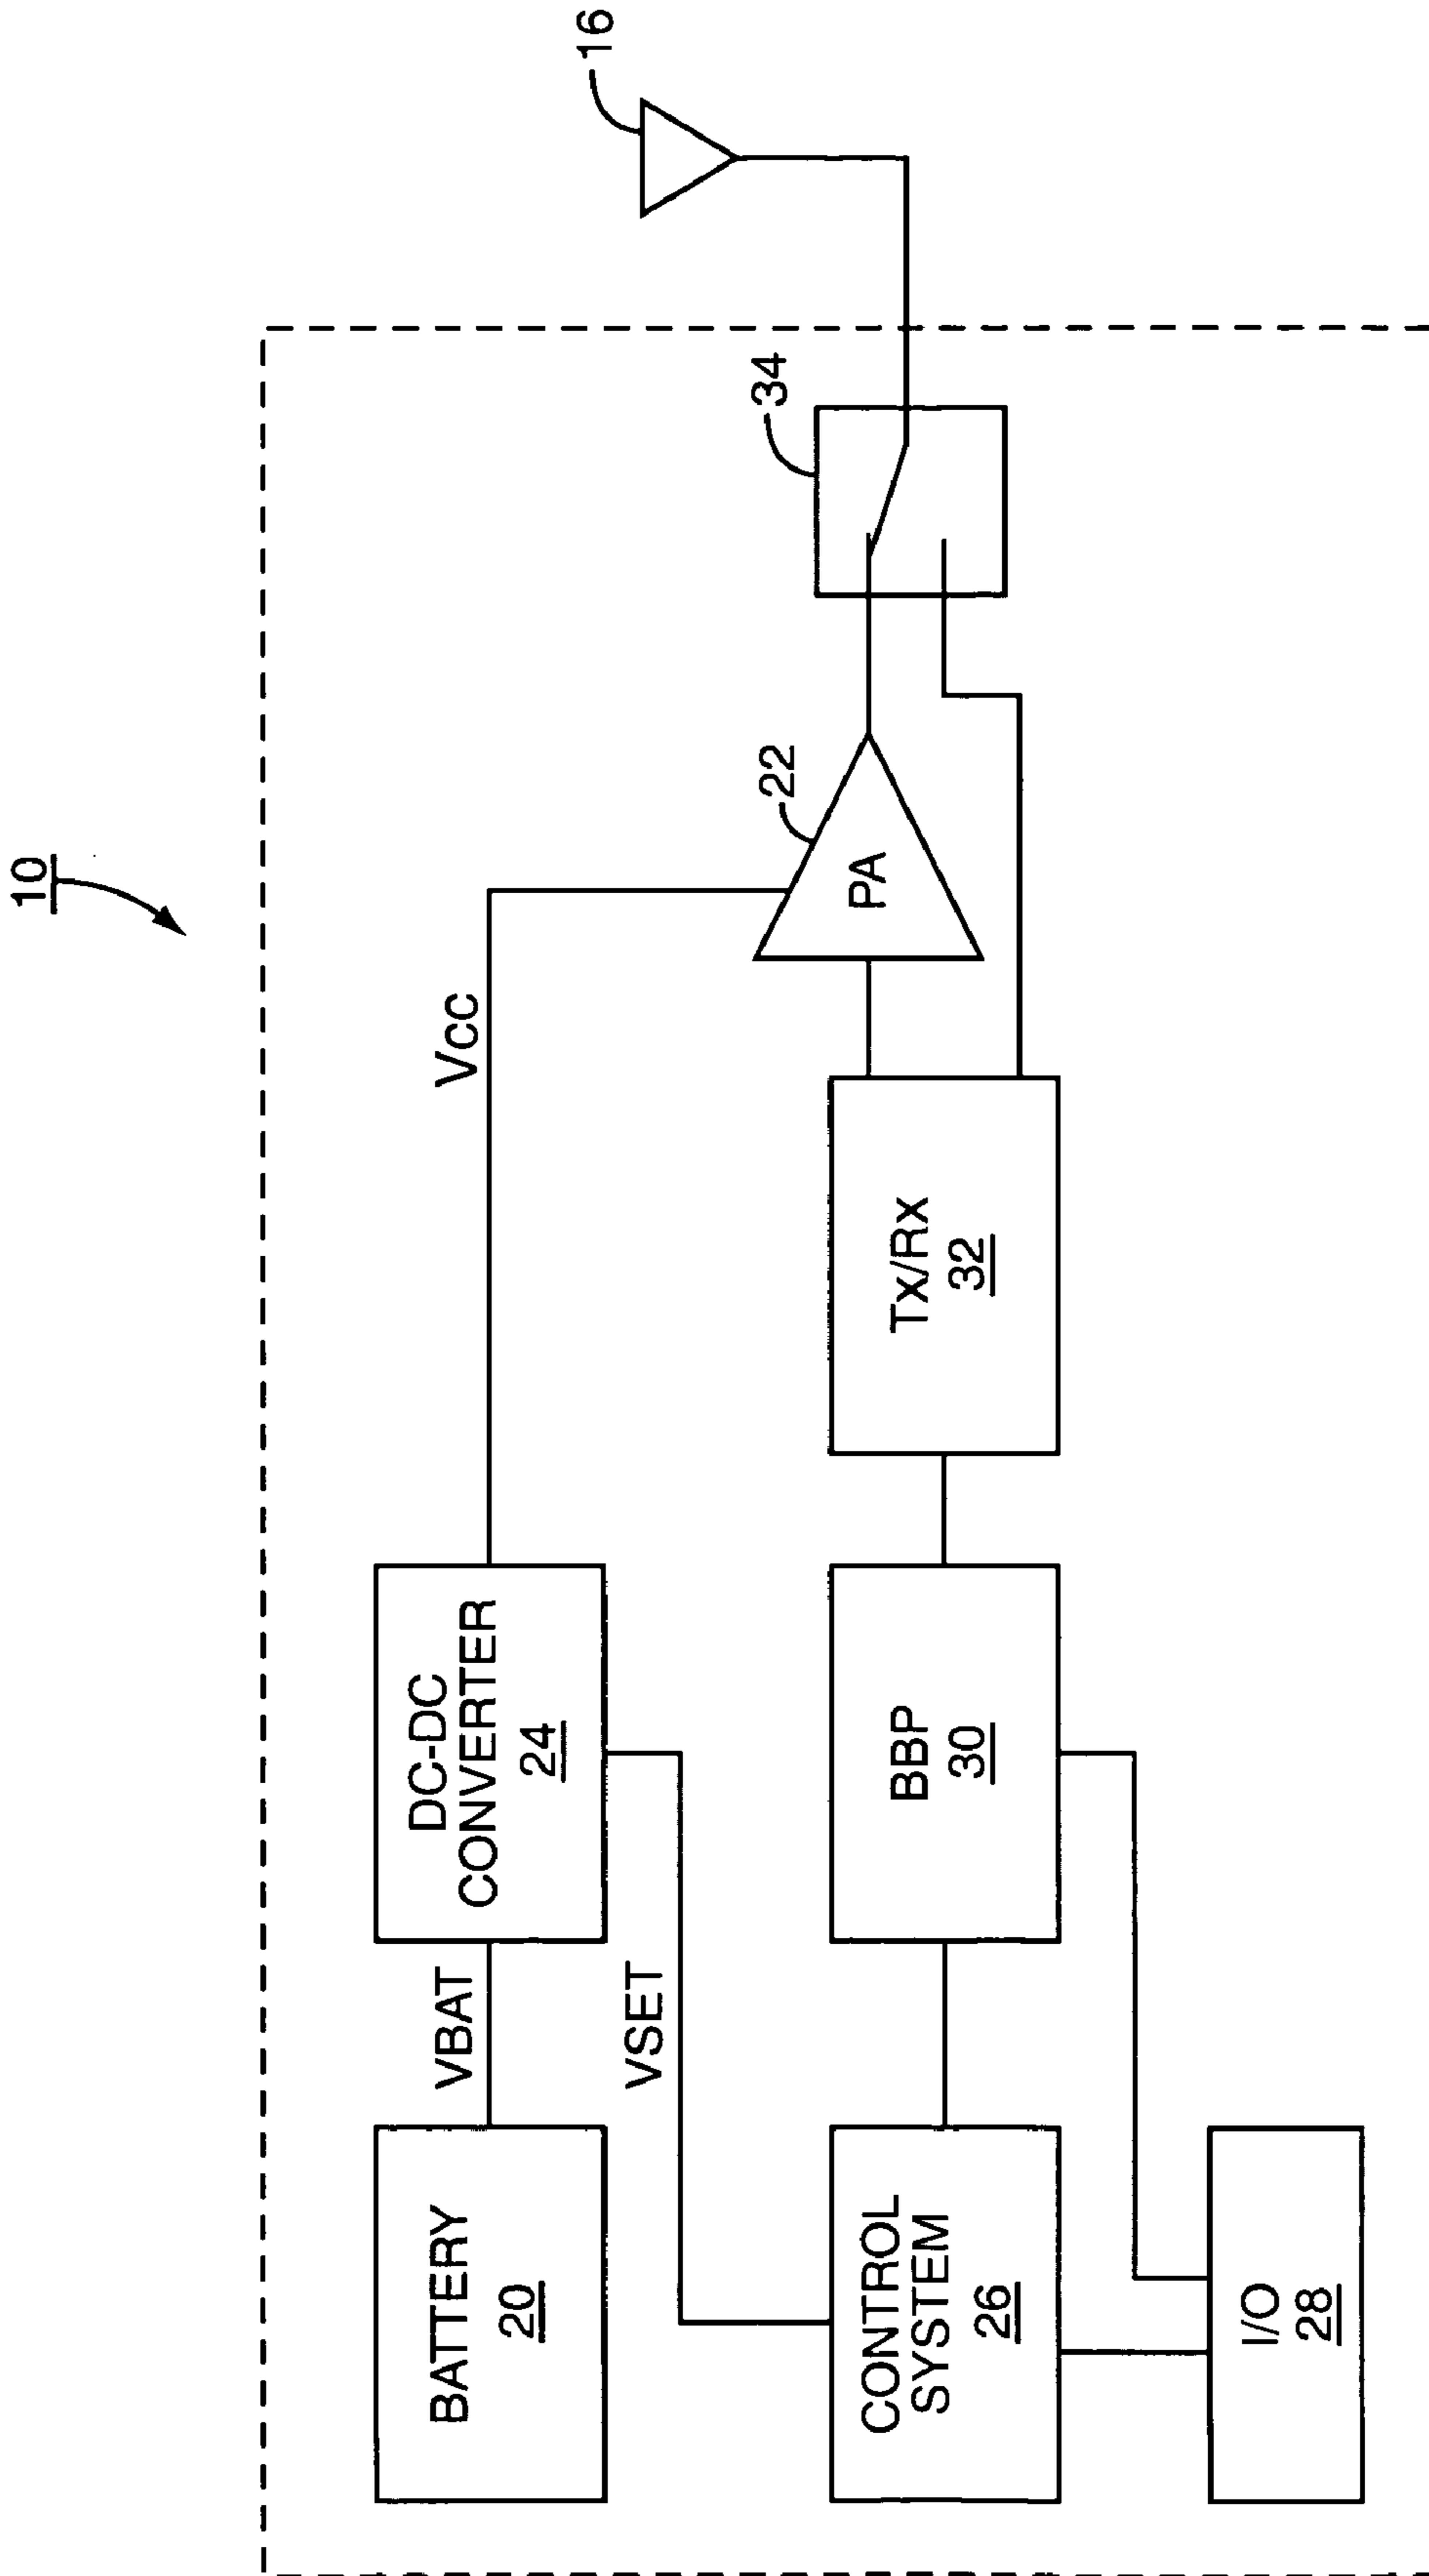 10
16
34
22
PA
VCC
Tx/Rx
32
DC-DC
CONVERTER
24
BBP
30
VBAT
VSET
BATTERY
20
CONTROL
SYSTEM
26
I/O
28